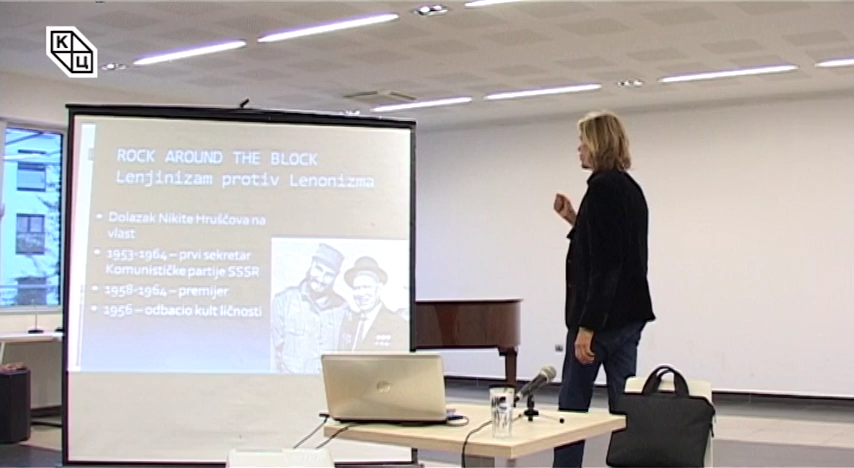 К
Ц
ROCK AROUND THE BLOCK
Lenjinizam protiv Lenonizma
• Dolazak Nikite Hruščova na
vlast
• 1953-1964 – prvi sekretar
Komunističke partije SSSR
• 1958-1964 – premijer
• 1956 – odbacio kult ličnosti
hp